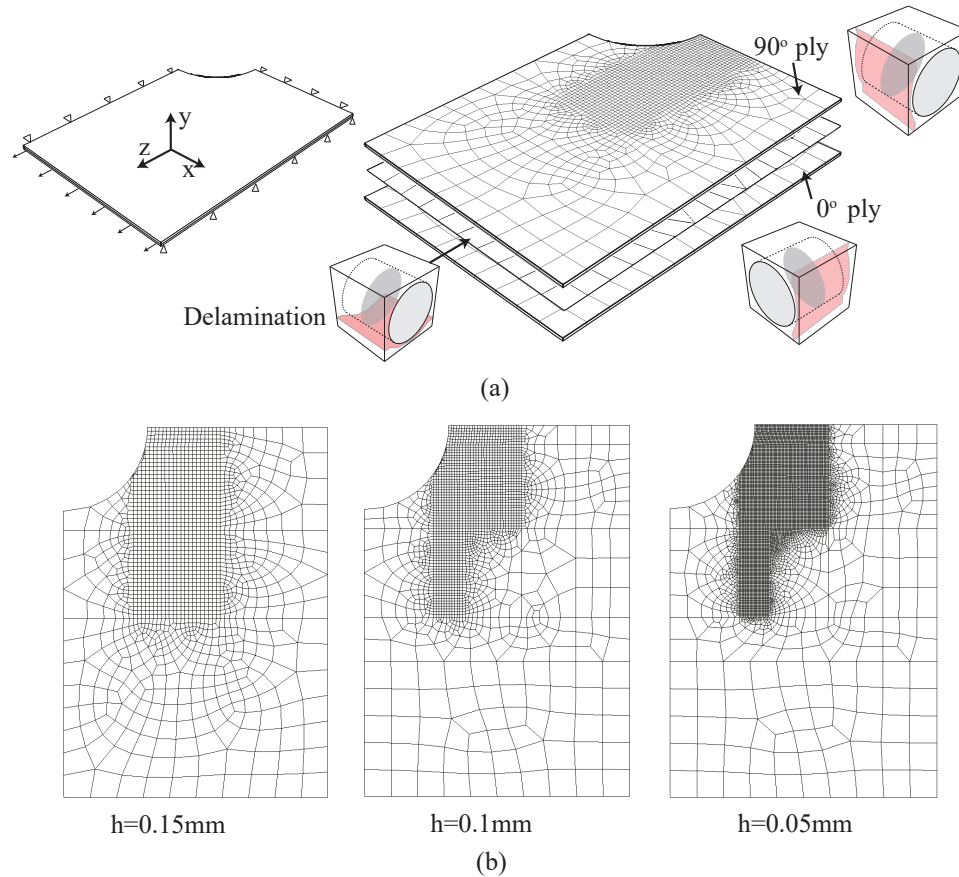 90° ply
y
z
x
0° ply
Delamination
(a)
h=0.15mm
h=0.1mm
h=0.05mm
(b)